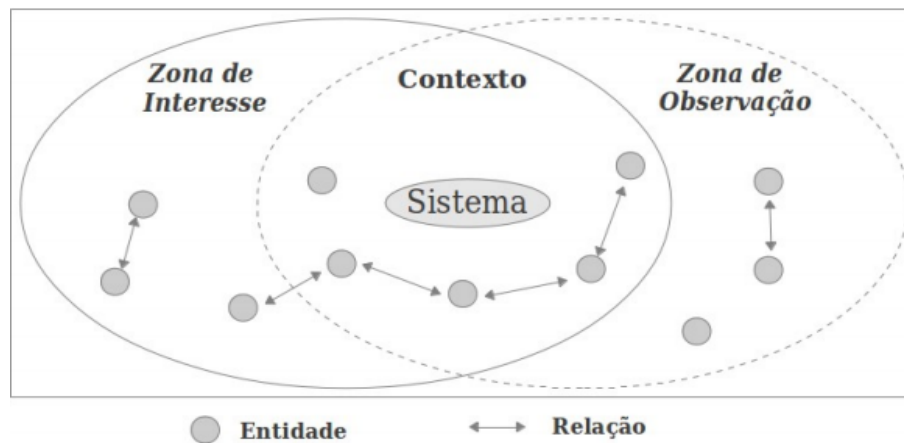 Zona de
Interesse
Contexto
Zona de
Observação
Sistema
Entidade
Relação